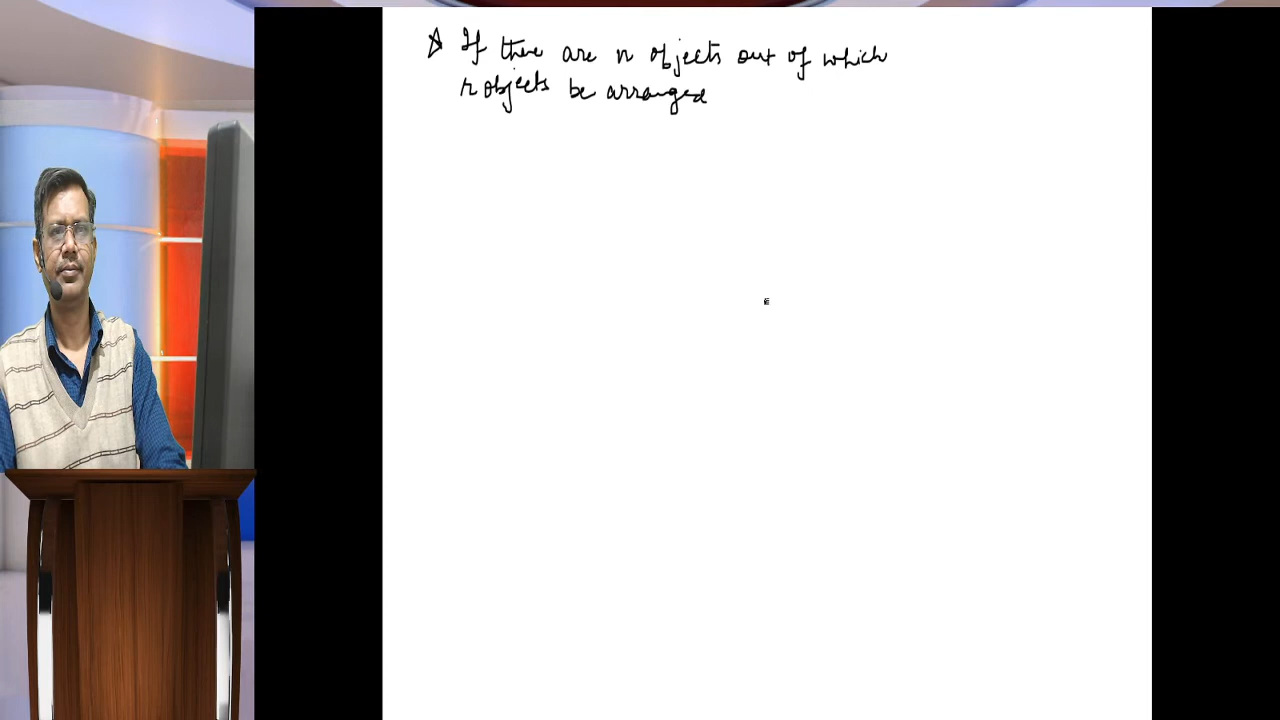 ☆ If there are n objects out of which
r objects be arranged